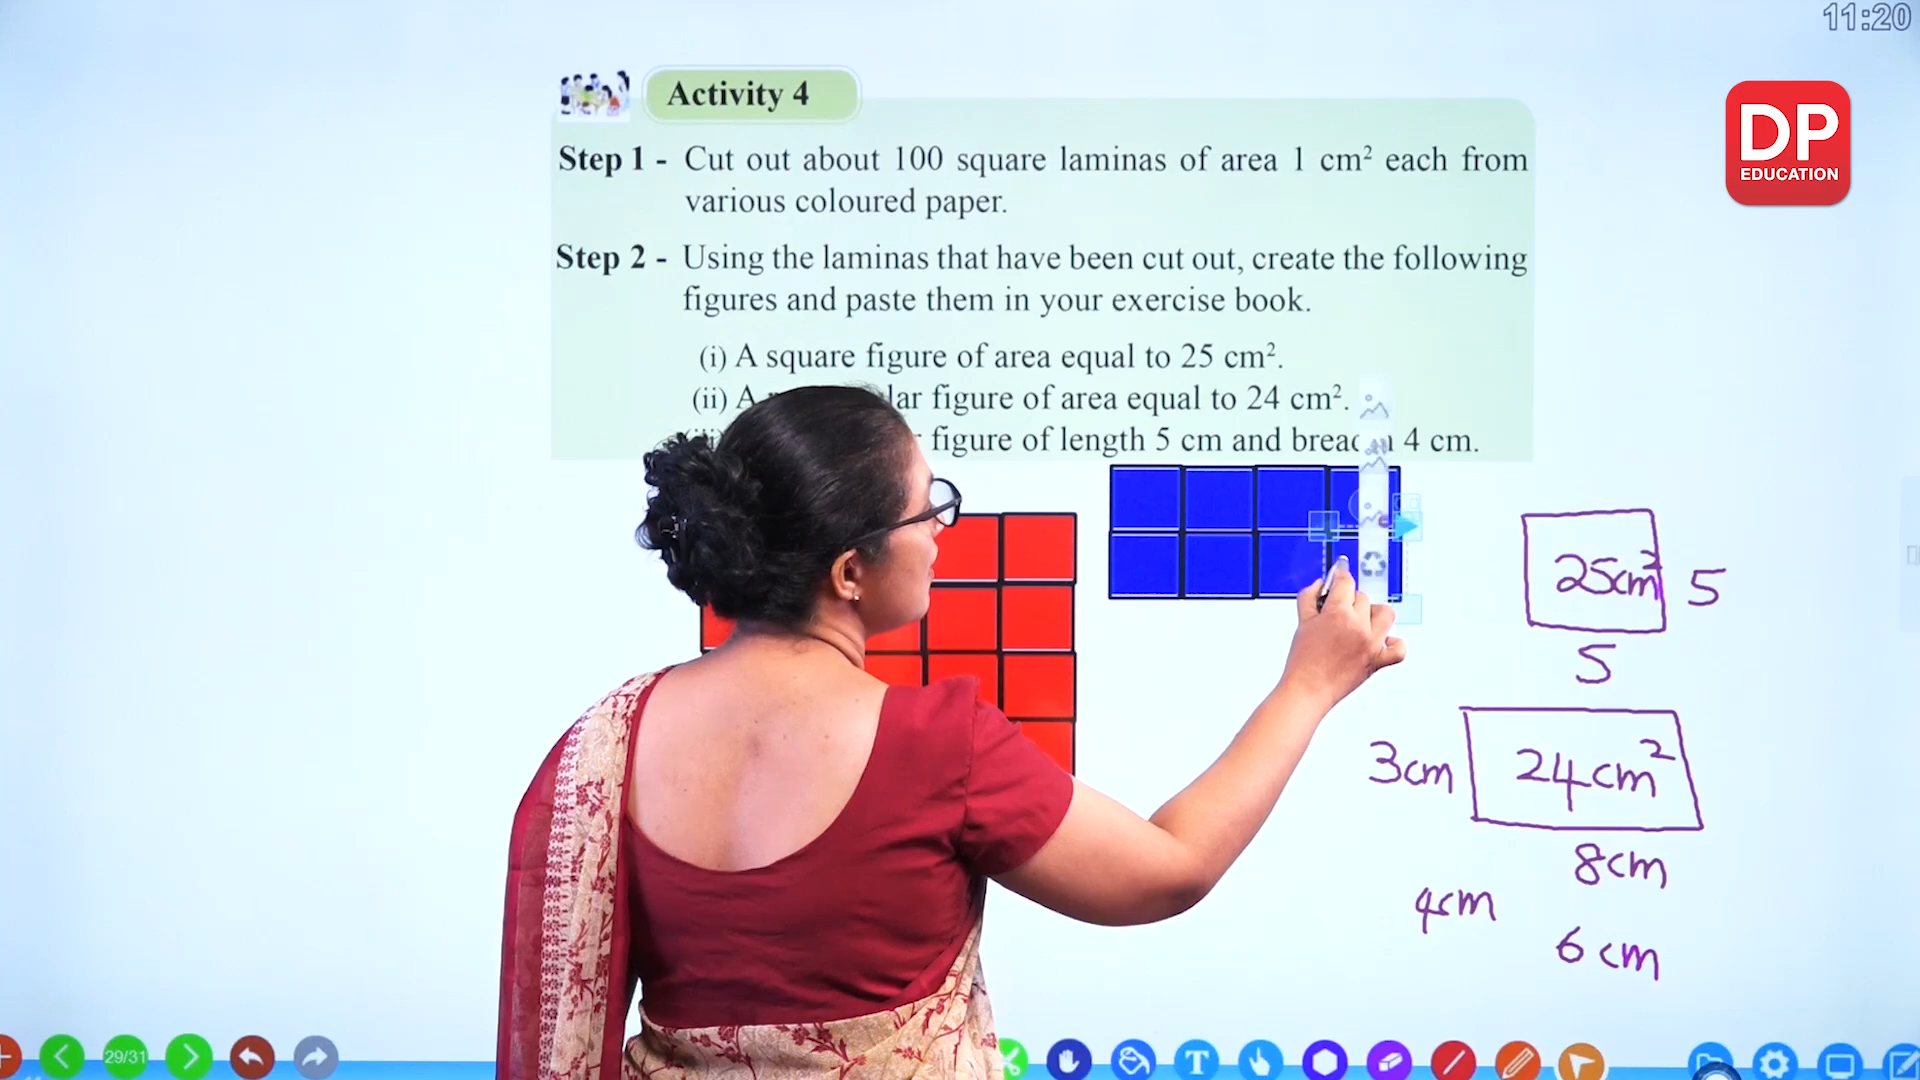 11:20
DP
EDUCATION
Activity 4
Step 1 - Cut out about 100 square laminas of area 1 cm² each from
various coloured paper.
Step 2 - Using the laminas that have been cut out, create the following
figures and paste them in your exercise book.
(i) A square figure of area equal to 25 cm².
(ii) A figure of area equal to 24 cm².
figure of length 5 cm and 4 cm.
25cm² 5
5
3cm 24cm²
8cm
4cm
6cm
29/31
T